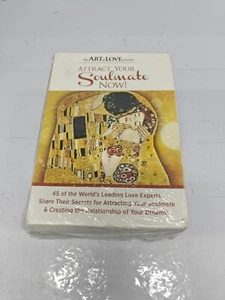 The ART of LOVE presents
ATTRACT YOUR
Soulmate
NOW!
45 of the World's Leading Love Experts
Share Their Secrets for Attracting Your Soulmate
& Creating the Relationship of Your Dreams!